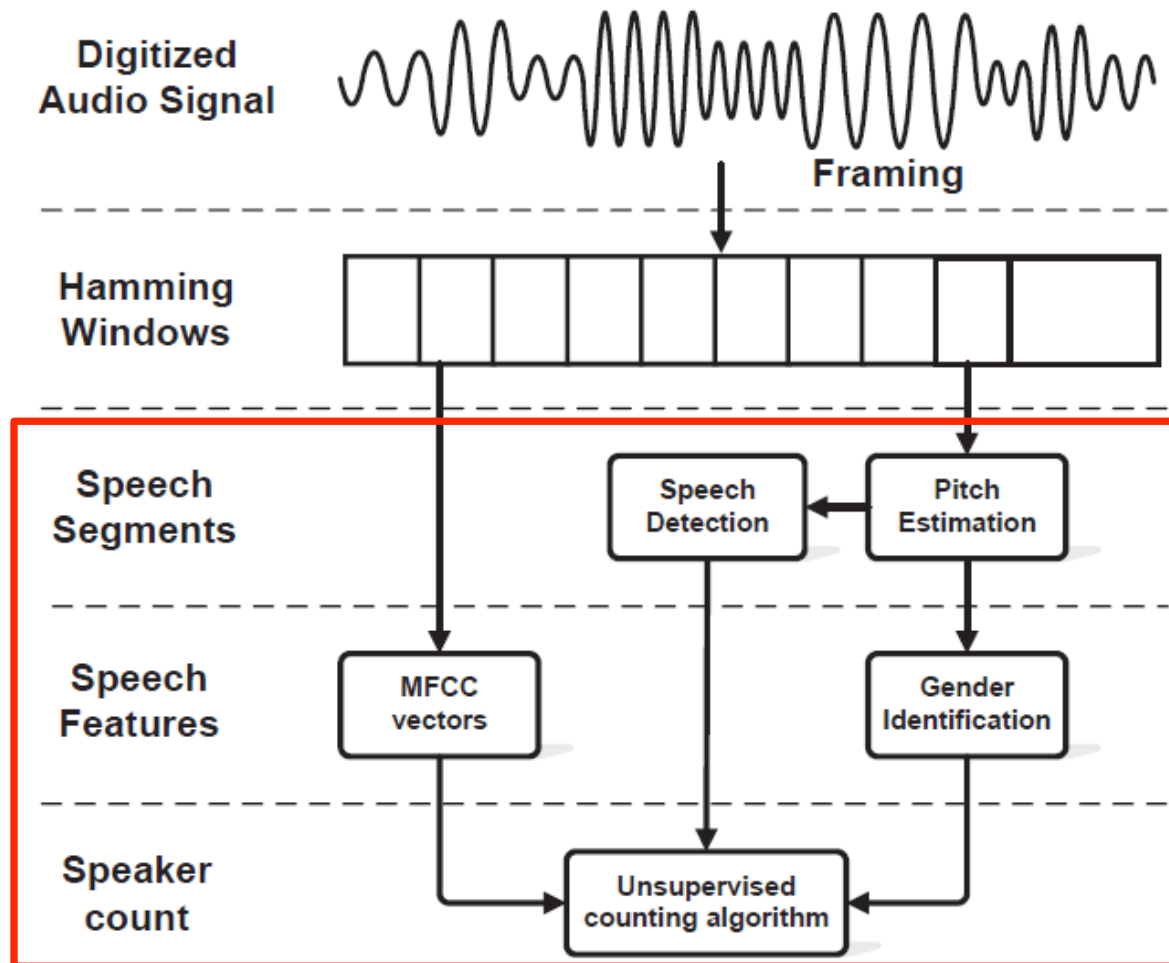 Digitized
Audio Signal
Framing
Hamming
Windows
Speech
Segments
Speech
Detection
Pitch
Estimation
Speech
Features
MFCC
vectors
Gender
Identification
Speaker
count
Unsupervised
counting algorithm